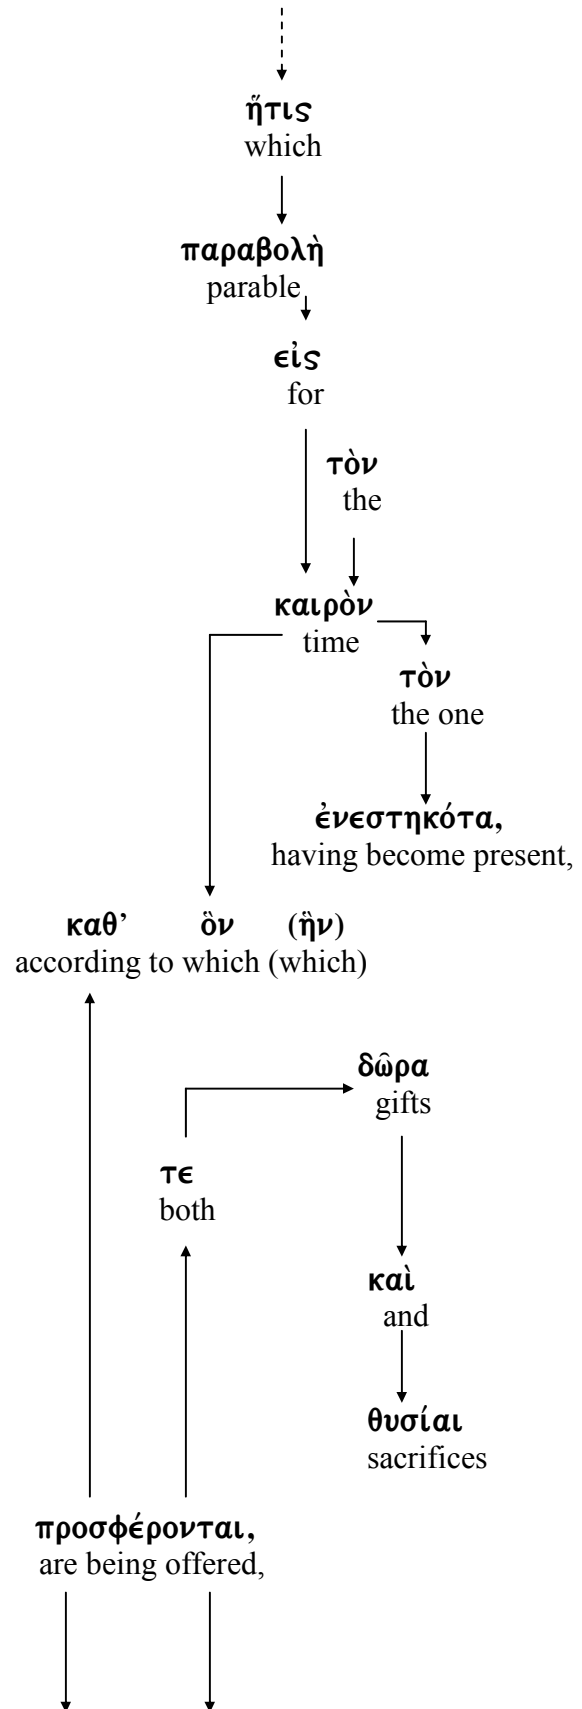 ἥτις
which
παραβολὴ
parable
εἰς
for
τὸν
the
καιρὸν
time
τὸν
the one
ἐνεστηκότα,
having become present,
καθ’ ὃν (ἣν)
according to which (which)
δῶρα
gifts
τε
both
καὶ
and
θυσίαι
sacrifices
προσφέρονται,
are being offered,